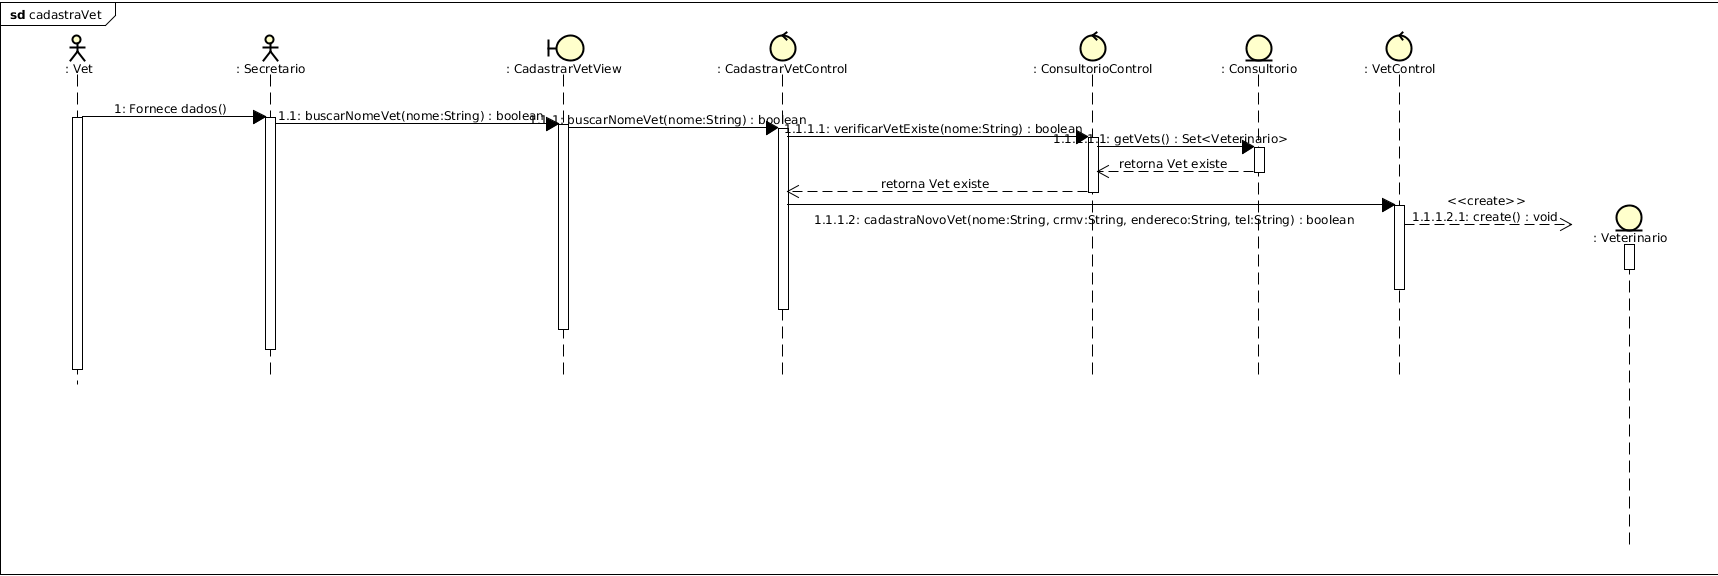 sd cadastraVet
: Vet
: Secretario
: CadastrarVetView
: CadastrarVetControl
: ConsultorioControl
: Consultorio
: VetControl
1: Fornece dados()
1.1: buscarNomeVet(nome:String) : boolean
1.1.1: buscarNomeVet(nome:String) : boolean
1.1.1.1: verificarVetExiste(nome:String) : boolean
1.1.1.1.1: getVets() : Set<Veterinario>
retorna Vet existe
retorna Vet existe
<<create>>
1.1.1.2: cadastraNovoVet(nome:String, crmv:String, endereco:String, tel:String) : boolean
1.1.1.2.1: create() : void
: Veterinario